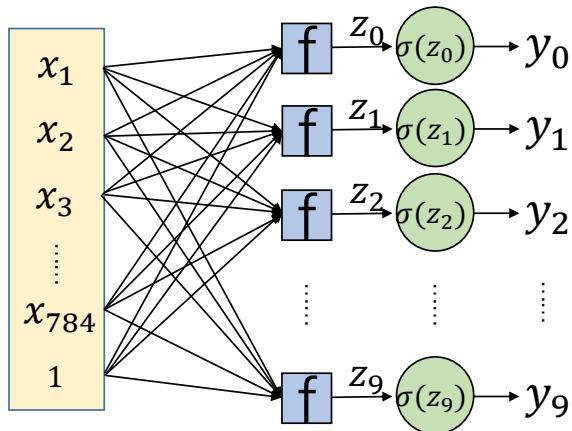 x₁
x₂
x₃
......
x₇₈₄
1
f z₀ σ(z₀) y₀
f z₁ σ(z₁) y₁
f z₂ σ(z₂) y₂
...... ...... ......
f z₉ σ(z₉) y₉